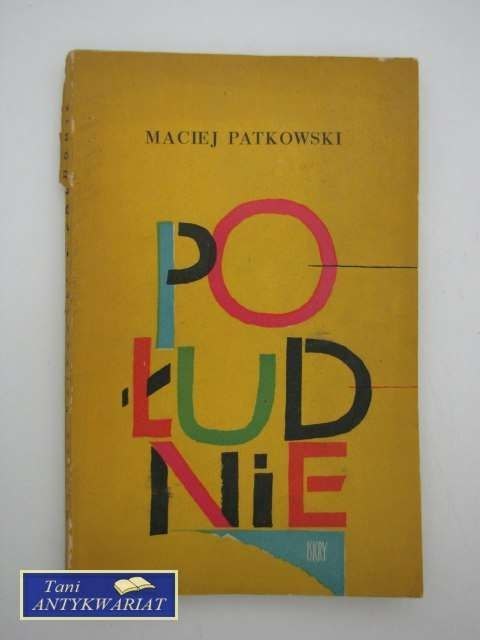 MACIEJ PATKOWSKI
PO
ŁUD
NiE
ISKRY
Tani
ANTYKWARIAT